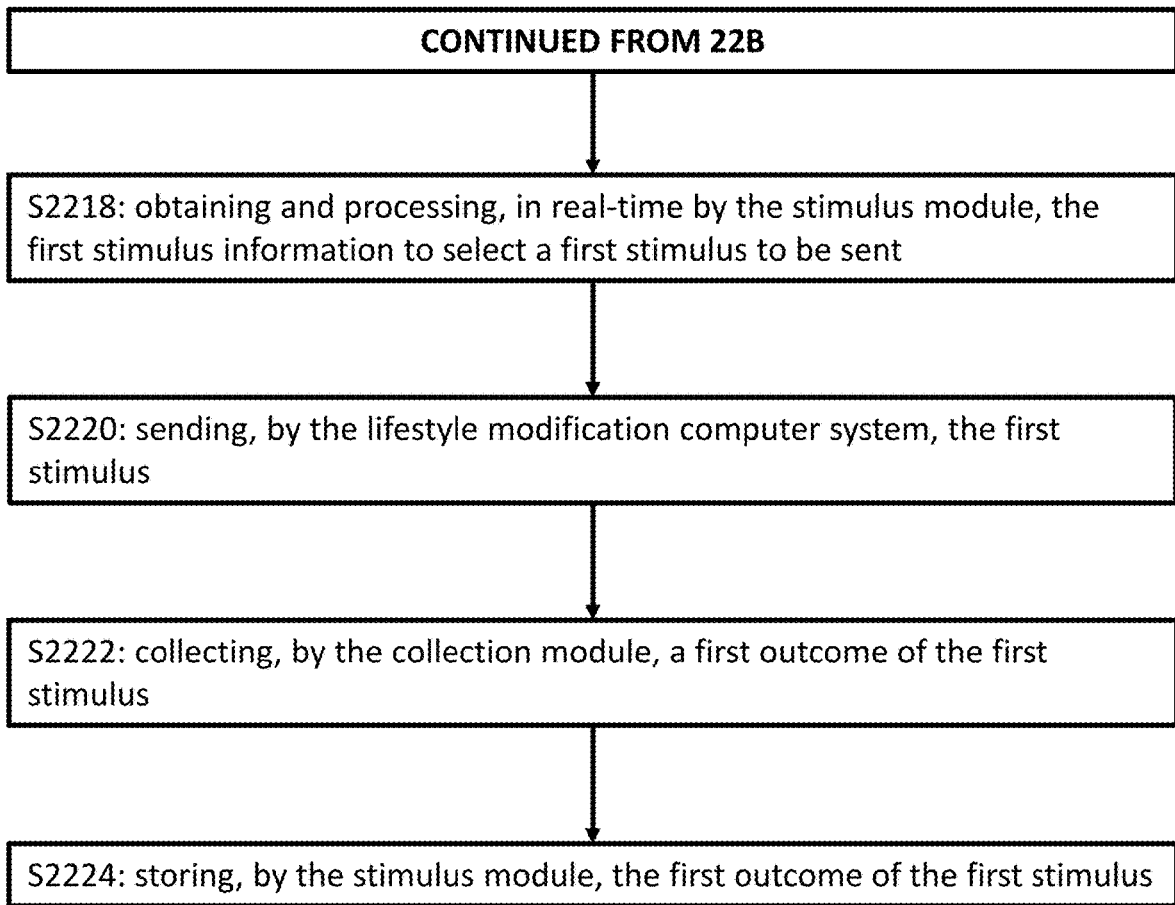 CONTINUED FROM 22B
S2218: obtaining and processing, in real-time by the stimulus module, the
first stimulus information to select a first stimulus to be sent
S2220: sending, by the lifestyle modification computer system, the first
stimulus
S2222: collecting, by the collection module, a first outcome of the first
stimulus
S2224: storing, by the stimulus module, the first outcome of the first stimulus